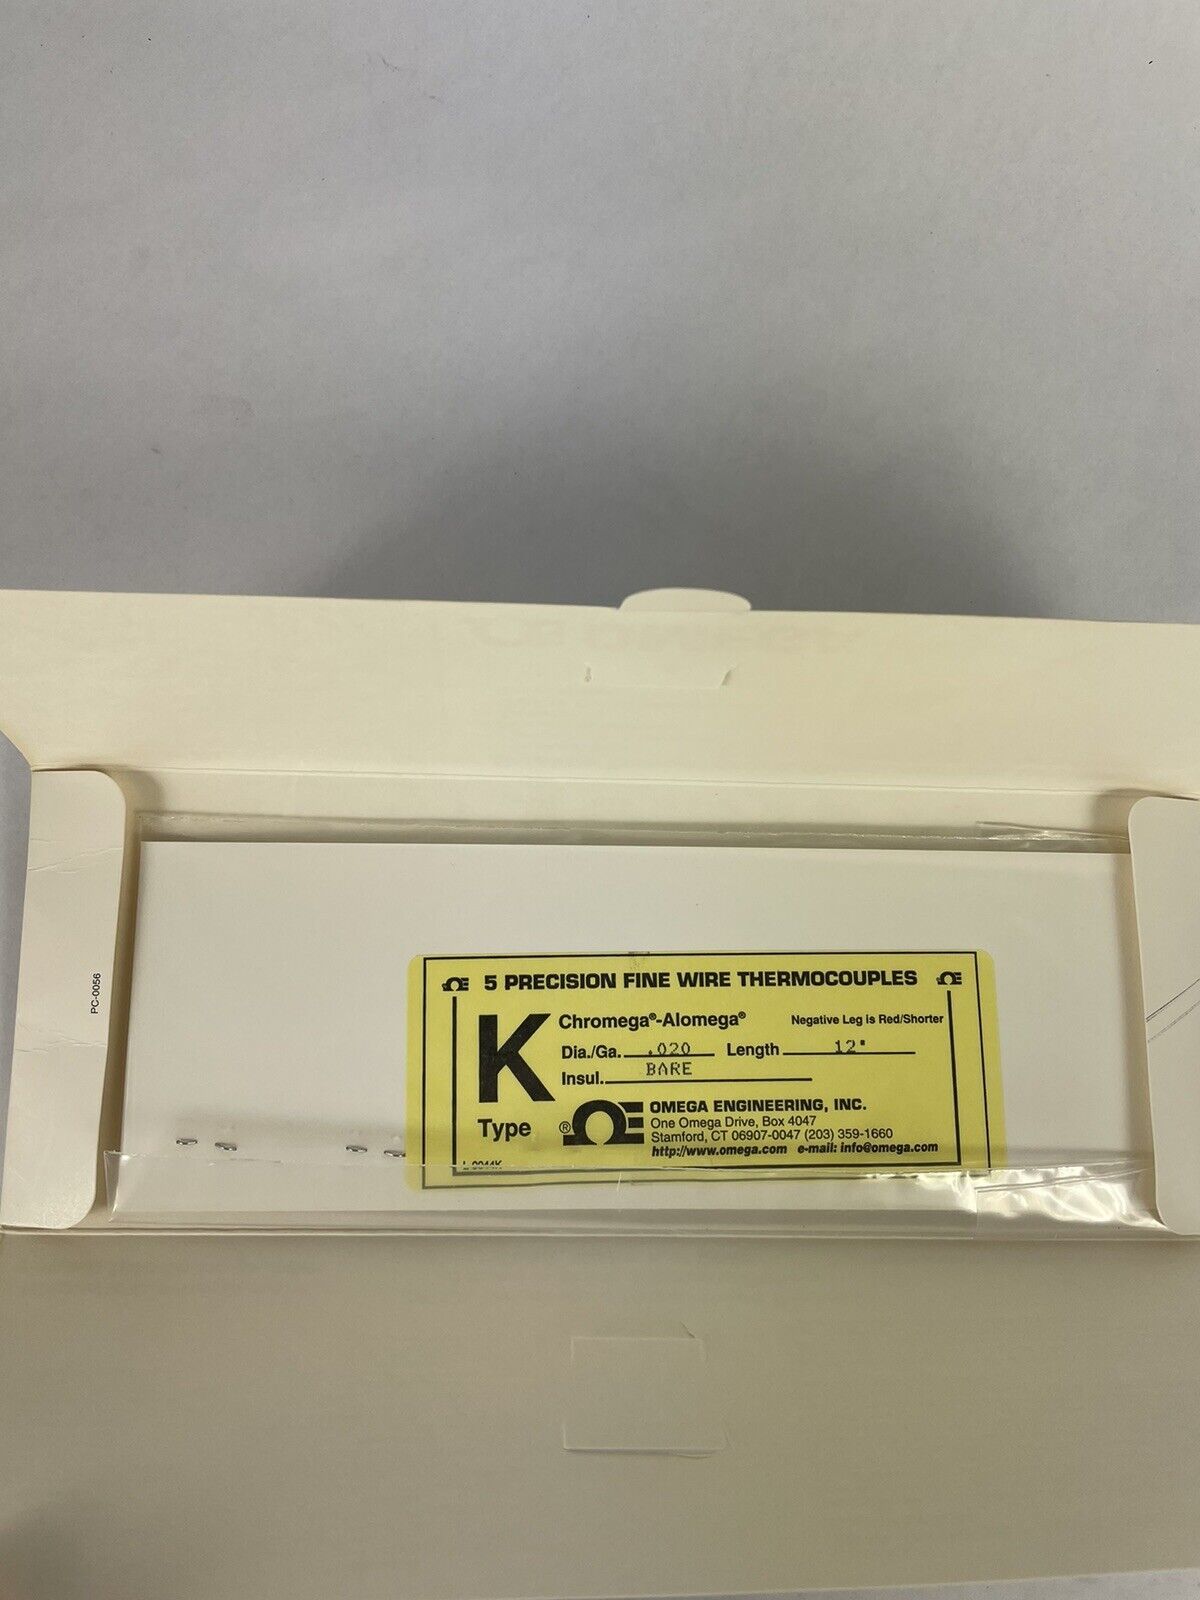 5 PRECISION FINE WIRE THERMOCOUPLES
K
Type
Chromega®-Alomega®
Negative Leg is Red/Shorter
Dia./Ga. .020 Length 12"
Insul. BARE
® OMEGA ENGINEERING, INC.
One Omega Drive, Box 4047
Stamford, CT 06907-0047 (203) 359-1660
http://www.omega.com e-mail: info@omega.com
PC-0056